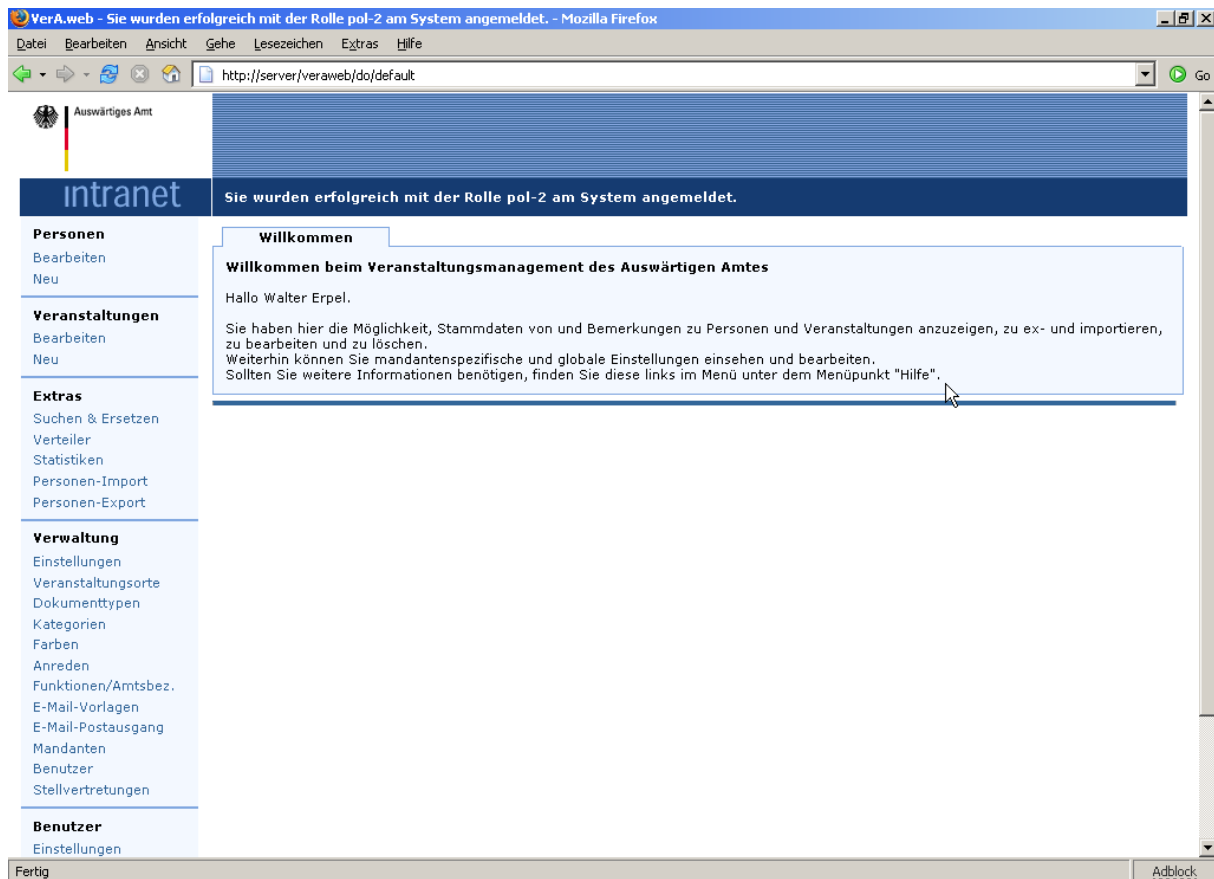 VerA.web - Sie wurden erfolgreich mit der Rolle pol-2 am System angemeldet. - Mozilla Firefox
Datei Bearbeiten Ansicht Gehe Lesezeichen Extras Hilfe
http://server/veraweb/do/default
Go
Auswärtiges Amt
intranet
Sie wurden erfolgreich mit der Rolle pol-2 am System angemeldet.
Personen
Bearbeiten
Neu
Veranstaltungen
Bearbeiten
Neu
Extras
Suchen & Ersetzen
Verteiler
Statistiken
Personen-Import
Personen-Export
Verwaltung
Einstellungen
Veranstaltungsorte
Dokumenttypen
Kategorien
Farben
Anreden
Funktionen/Amtsbez.
E-Mail-Vorlagen
E-Mail-Postausgang
Mandanten
Benutzer
Stellvertretungen
Benutzer
Einstellungen
Willkommen
Willkommen beim Veranstaltungsmanagement des Auswärtigen Amtes
Hallo Walter Erpel.
Sie haben hier die Möglichkeit, Stammdaten von und Bemerkungen zu Personen und Veranstaltungen anzuzeigen, zu ex- und importieren,
zu bearbeiten und zu löschen.
Weiterhin können Sie mandantenspezifische und globale Einstellungen einsehen und bearbeiten.
Sollten Sie weitere Informationen benötigen, finden Sie diese links im Menü unter dem Menüpunkt "Hilfe".
Fertig
Adblock